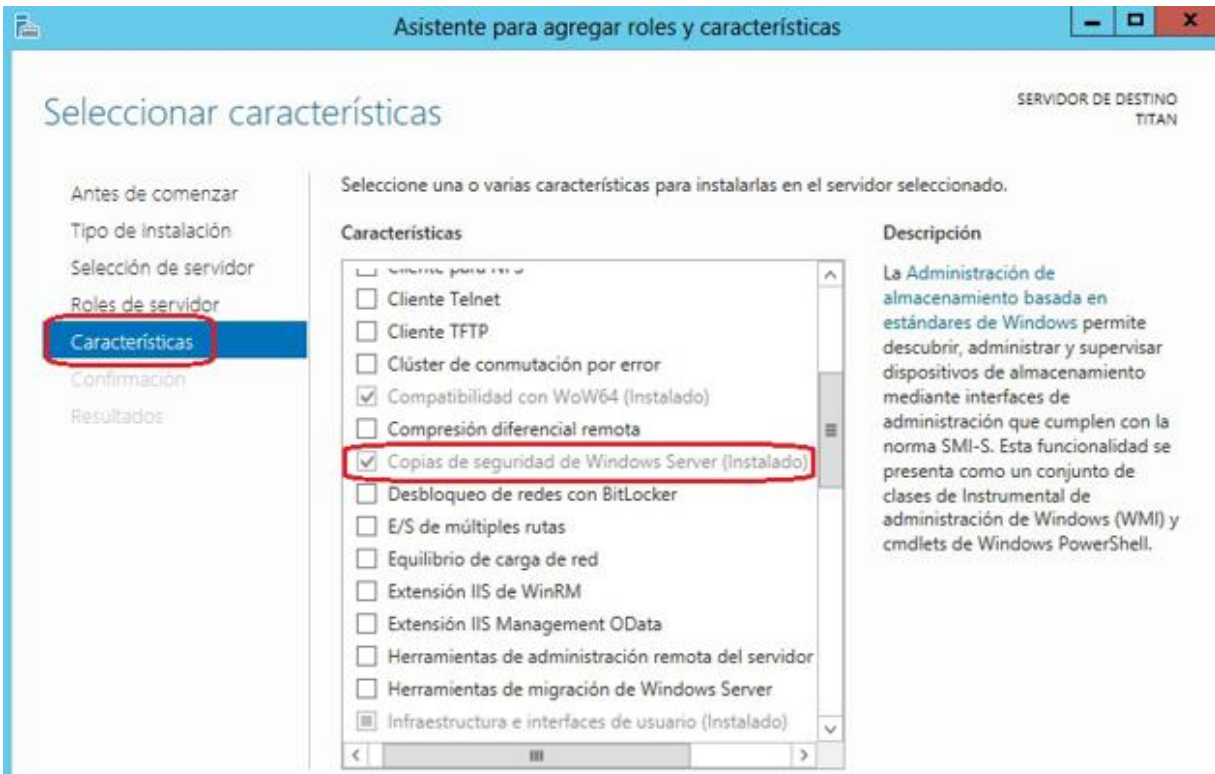 Asistente para agregar roles y características
Seleccionar características
SERVIDOR DE DESTINO
TITAN
Antes de comenzar
Tipo de instalación
Selección de servidor
Roles de servidor
Características
Confirmación
Resultados
Seleccione una o varias características para instalarlas en el servidor seleccionado.
Características
Cliente para NFS
Cliente Telnet
Cliente TFTP
Clúster de conmutación por error
Compatibilidad con WoW64 (Instalado)
Compresión diferencial remota
Copias de seguridad de Windows Server (Instalado)
Desbloqueo de redes con BitLocker
E/S de múltiples rutas
Equilibrio de carga de red
Extensión IIS de WinRM
Extensión IIS Management OData
Herramientas de administración remota del servidor
Herramientas de migración de Windows Server
Infraestructura e interfaces de usuario (Instalado)
Descripción
La Administración de
almacenamiento basada en
estándares de Windows permite
descubrir, administrar y supervisar
dispositivos de almacenamiento
mediante interfaces de
administración que cumplen con la
norma SMI-S. Esta funcionalidad se
presenta como un conjunto de
clases de Instrumental de
administración de Windows (WMI) y
cmdlets de Windows PowerShell.